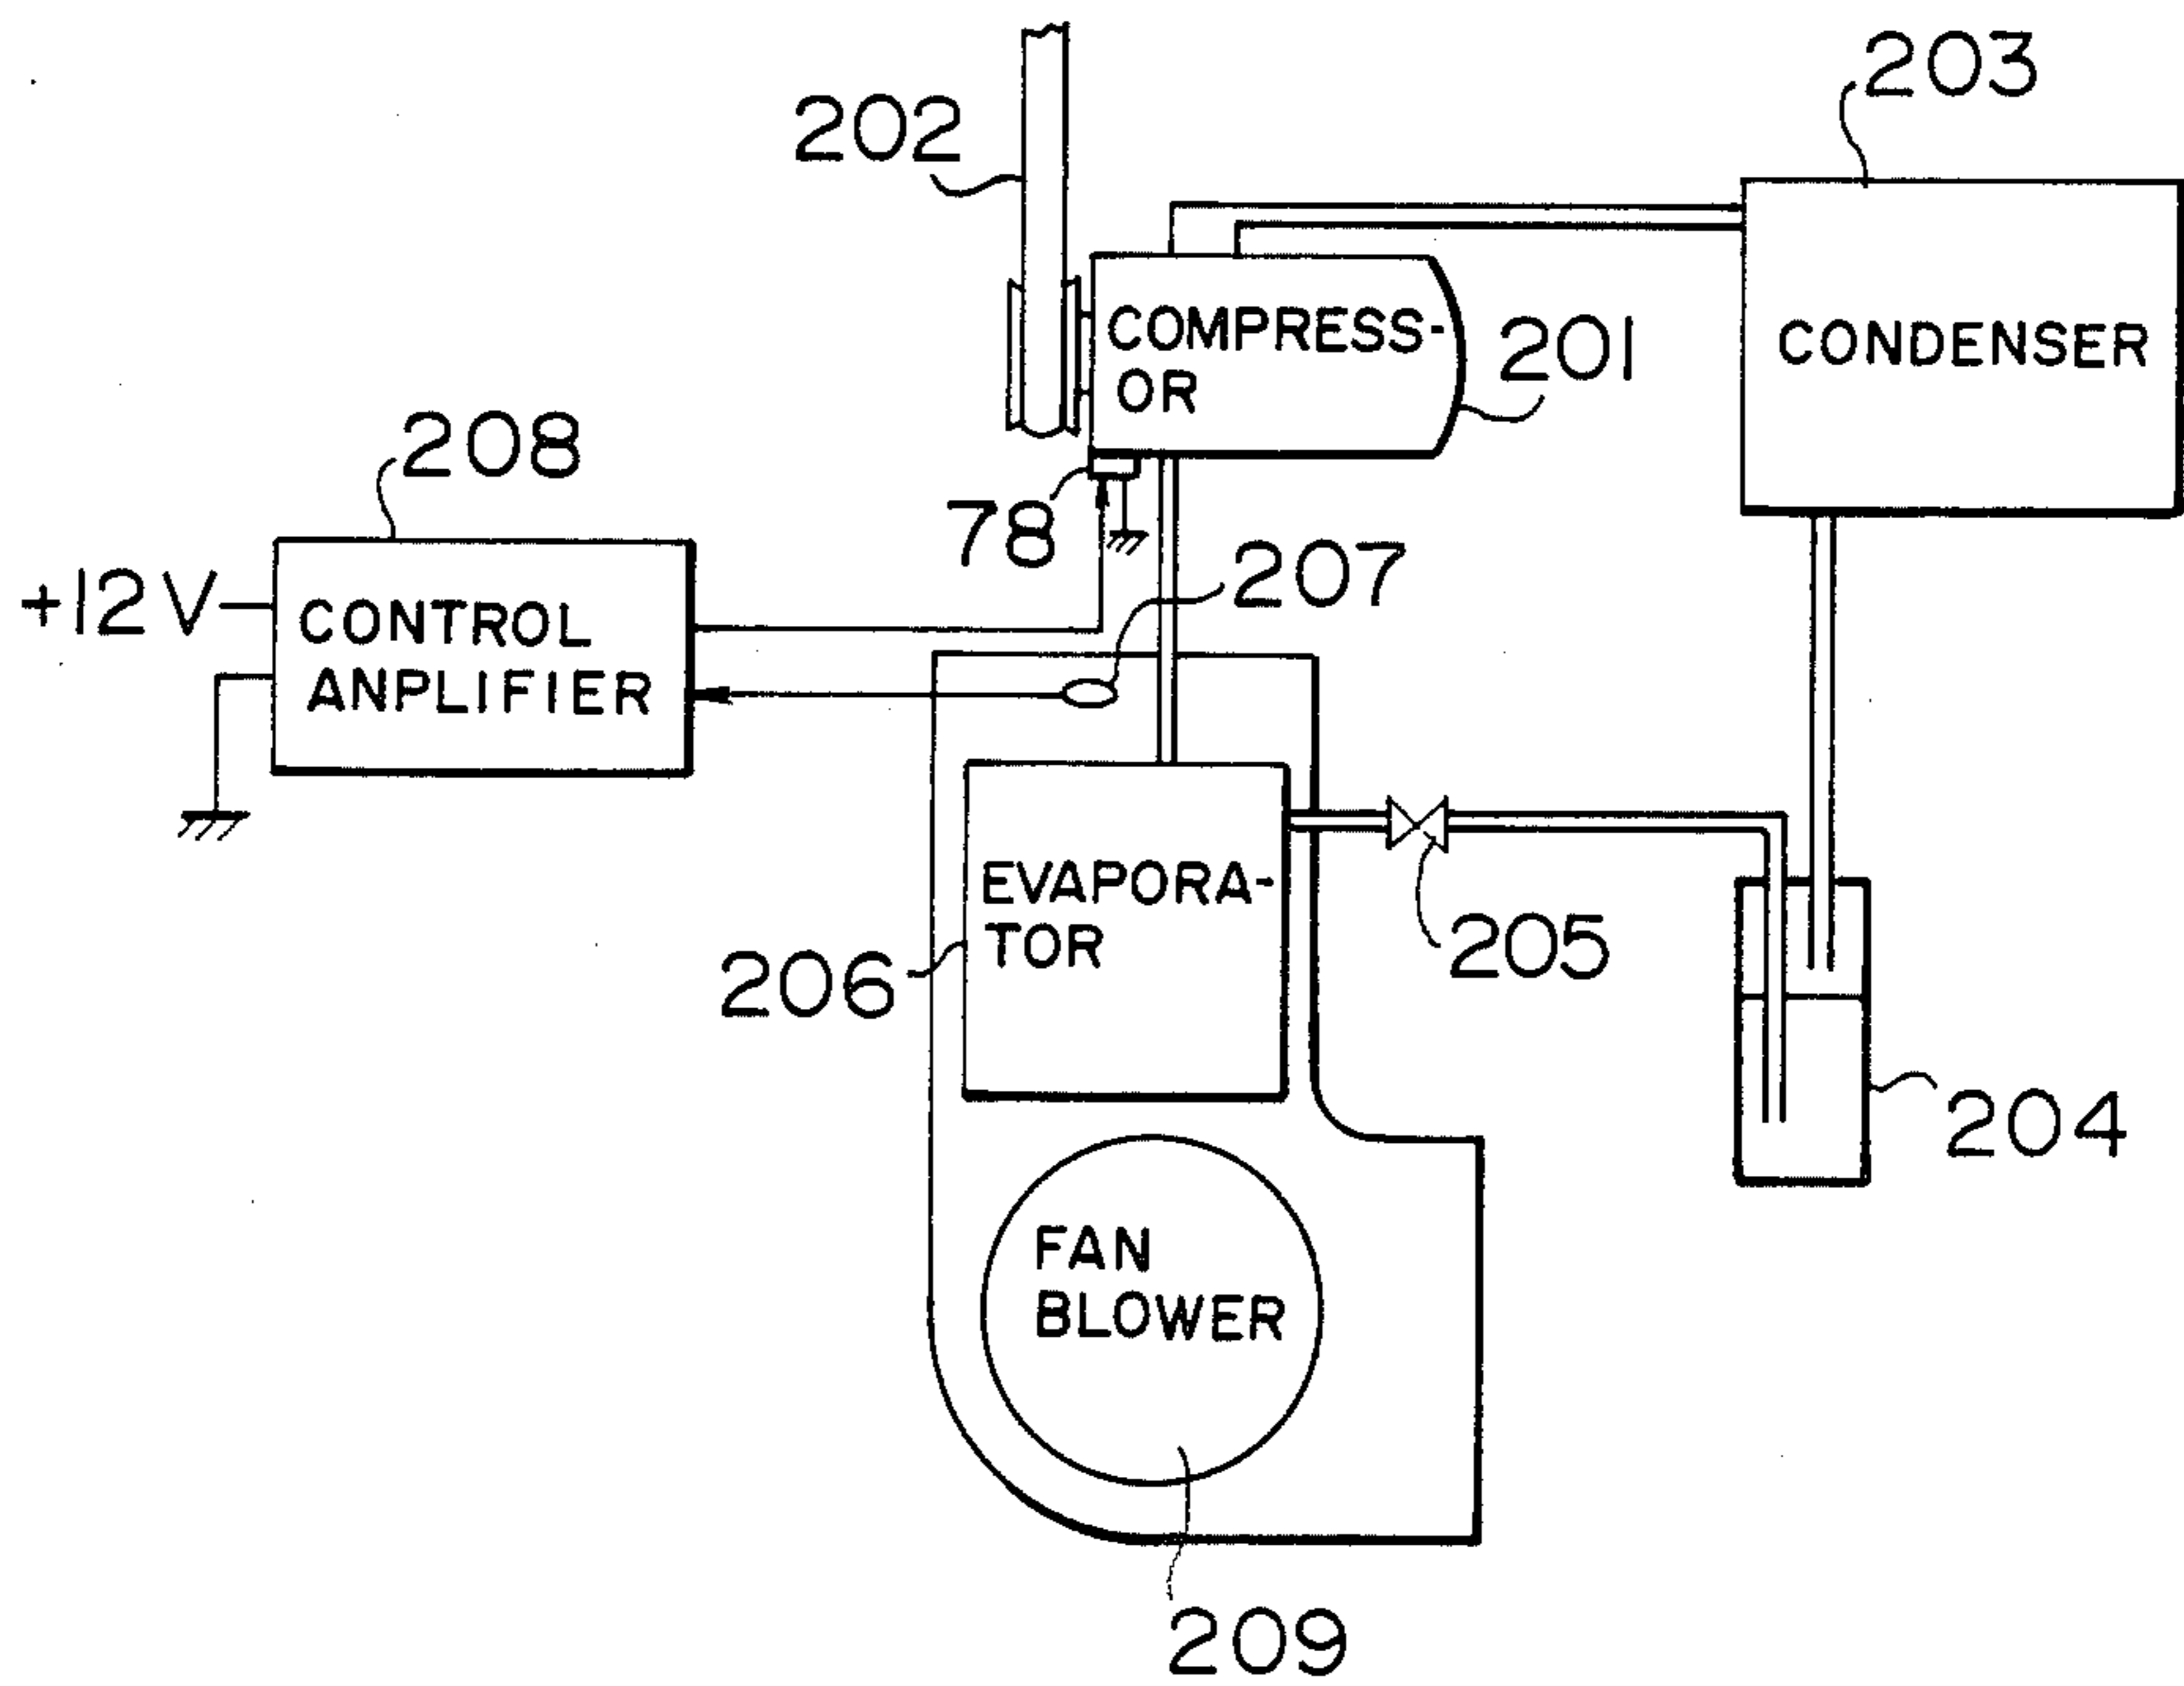 203
202
COMPRESS-
OR
201
CONDENSER
208
78
207
+12V
CONTROL
ANPLIFIER
EVAPORA-
TOR
205
206
204
FAN
BLOWER
209